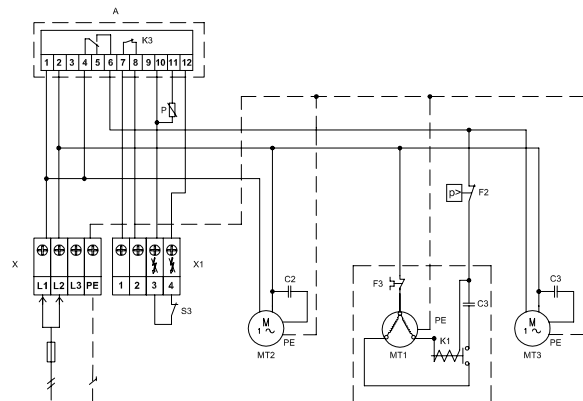 A
K3
1 2 3 4 5 6 7 8 9 10 11 12
P
p>
F2
X
L1 L2 L3 PE
1 2 3 4
X1
S3
C2
M
1 ~
PE
MT2
F3
PE
MT1
K1
C3
C3
M
1 ~
PE
MT3